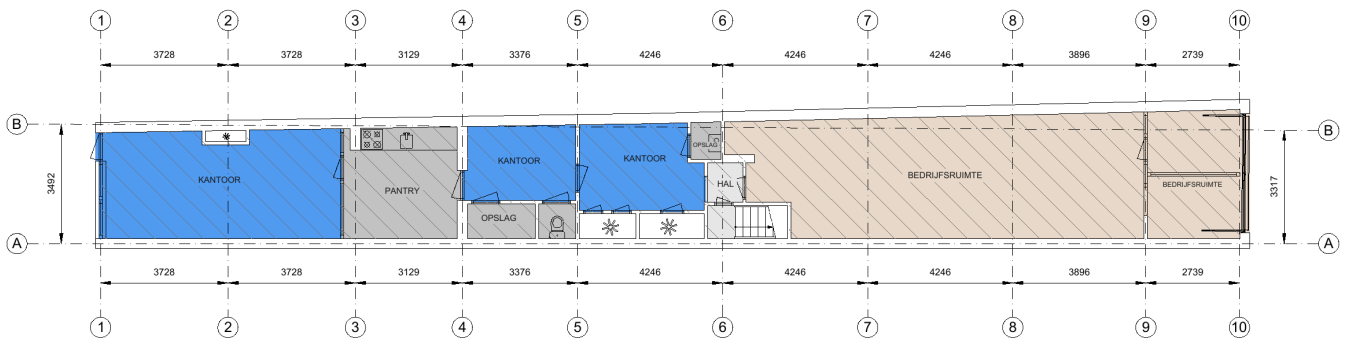 1 2 3 4 5 6 7 8 9 10
3728 3728 3129 3376 4246 4246 4246 3896 2739
B B
OPSLAG
KANTOOR KANTOOR
KANTOOR PANTRY HAL BEDRIJFSRUIMTE BEDRIJFSRUIMTE
3492 3317
OPSLAG
A A
3728 3728 3129 3376 4246 4246 4246 3896 2739
1 2 3 4 5 6 7 8 9 10